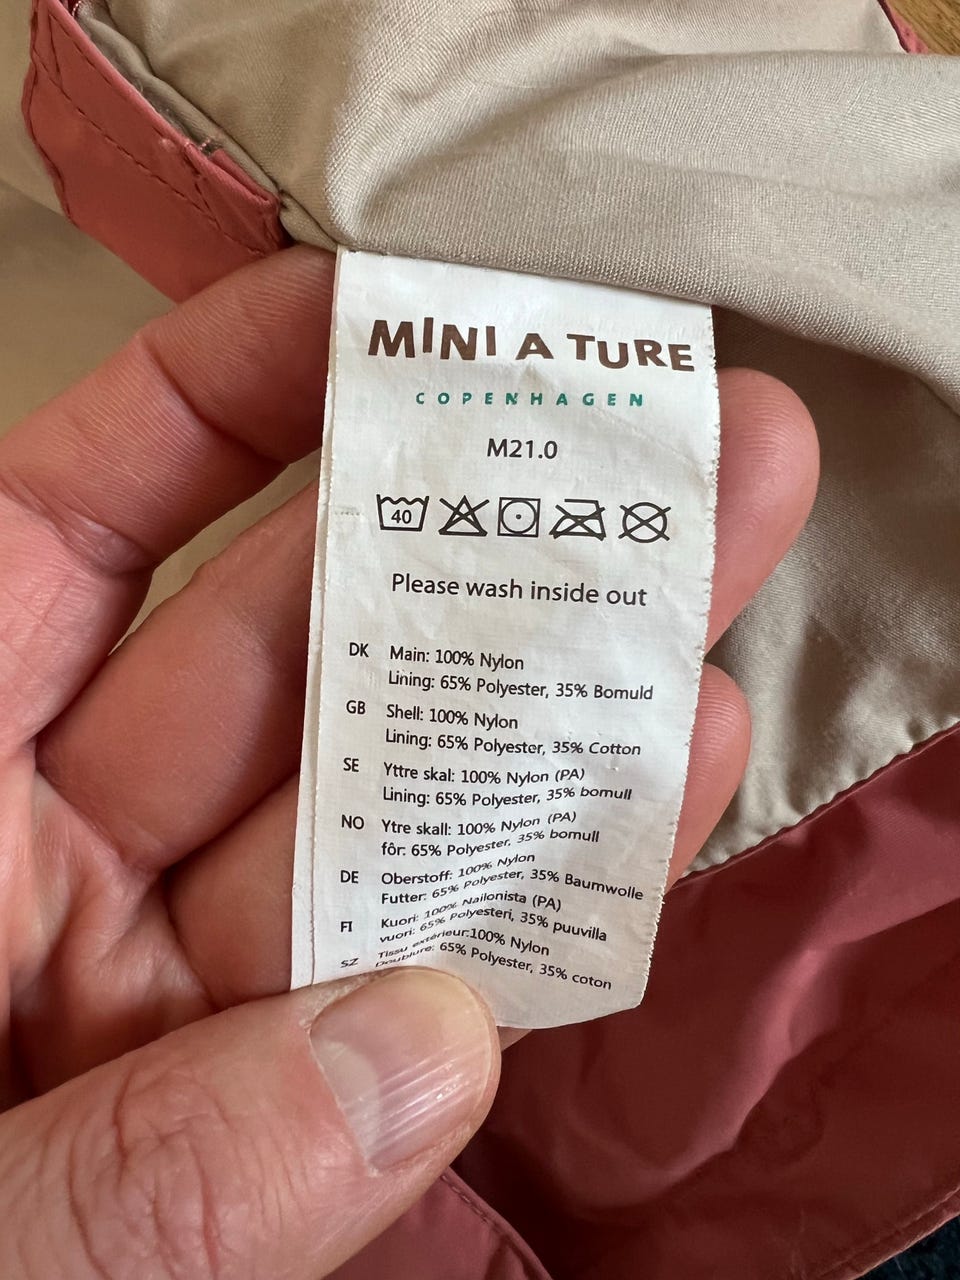 MINI A TURE
COPENHAGEN
M21.0
40
Please wash inside out
DK Main: 100% Nylon
Lining: 65% Polyester, 35% Bomuld
GB Shell: 100% Nylon
Lining: 65% Polyester, 35% Cotton
SE Yttre skal: 100% Nylon (PA)
Lining: 65% Polyester, 35% bomull
NO Ytre skall: 100% Nylon (PA)
fôr: 65% Polyester, 35% bomull
DE Oberstoff: 100% Nylon
Futter: 65% Polyester, 35% Baumwolle
FI Kuori: 100% Nailonista (PA)
vuori: 65% Polyesteri, 35% puuvilla
SZ Tissu extérieur:100% Nylon
Doublure: 65% Polyester, 35% coton